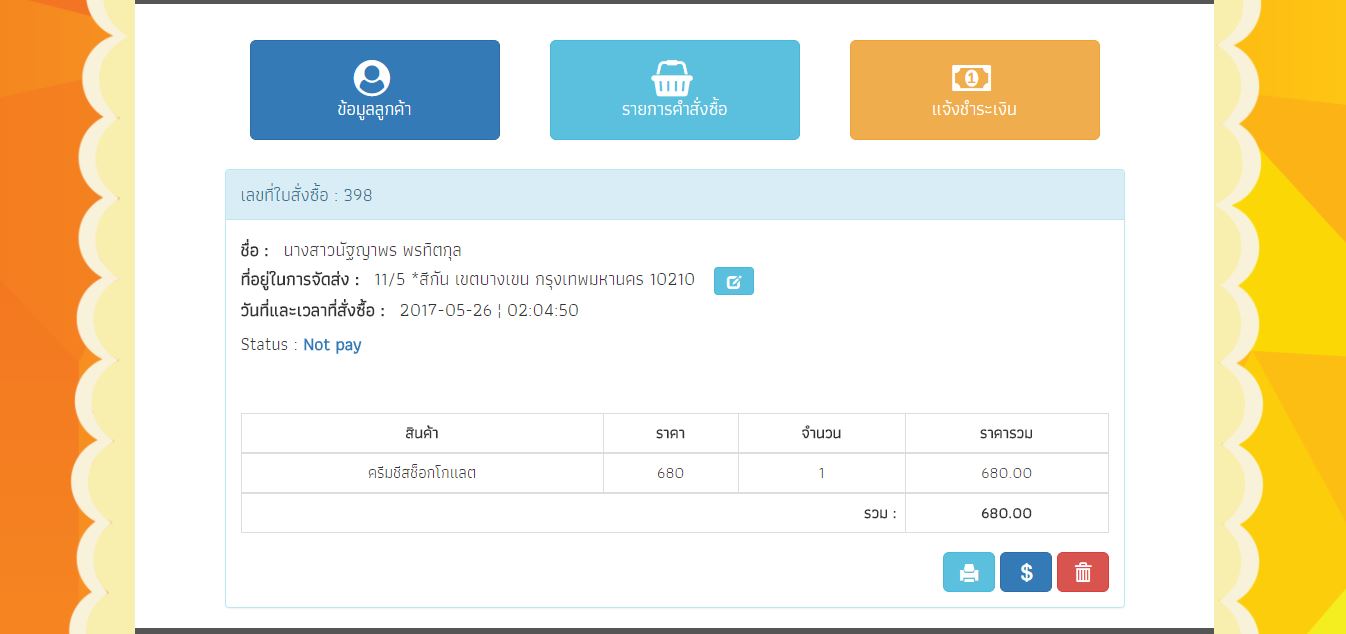 ข้อมูลลูกค้า
รายการคำสั่งซื้อ
แจ้งชำระเงิน
เลขที่ใบสั่งซื้อ : 398
ชื่อ : นางสาวนัฐญาพร พรทิตกุล
ที่อยู่ในการจัดส่ง : 11/5 *สีกัน เขตบางเขน กรุงเทพมหานคร 10210
วันที่และเวลาที่สั่งซื้อ : 2017-05-26 ¦ 02:04:50
Status : Not pay
สินค้า ราคา จำนวน ราคารวม
ครีมชีสช็อกโกแลต 680 1 680.00
รวม : 680.00